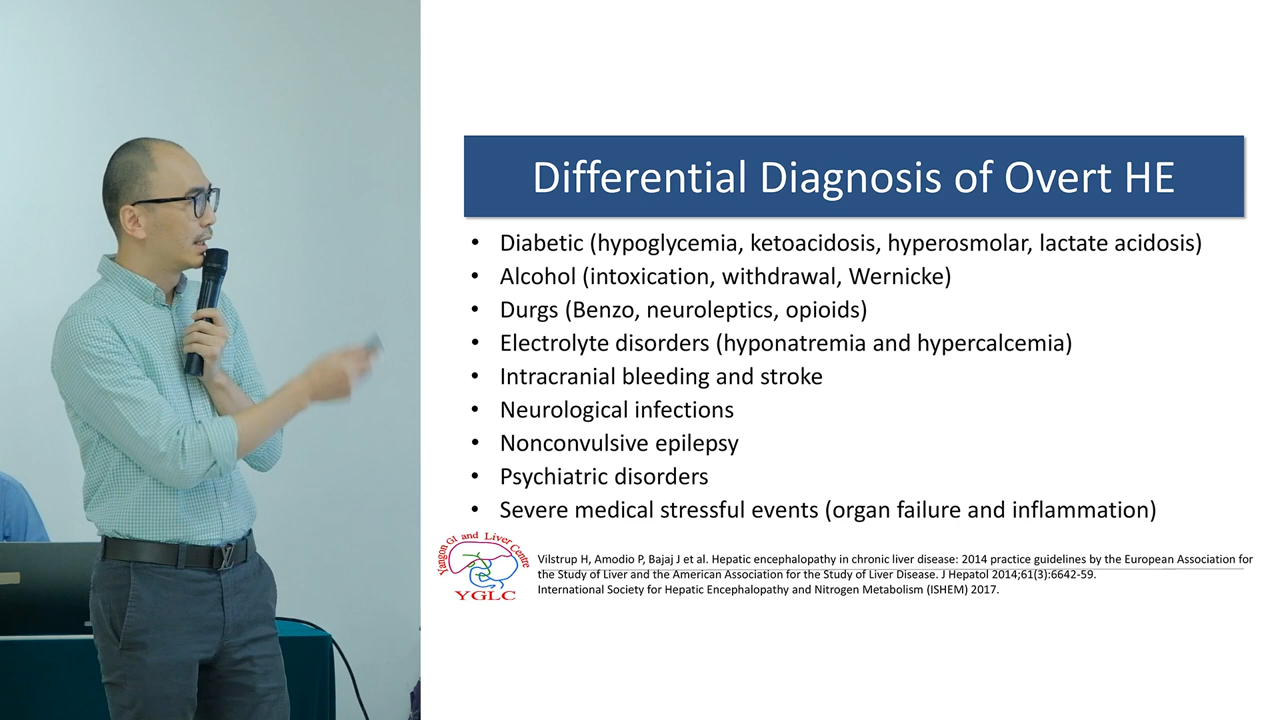 Differential Diagnosis of Overt HE
• Diabetic (hypoglycemia, ketoacidosis, hyperosmolar, lactate acidosis)
• Alcohol (intoxication, withdrawal, Wernicke)
• Durgs (Benzo, neuroleptics, opioids)
• Electrolyte disorders (hyponatremia and hypercalcemia)
• Intracranial bleeding and stroke
• Neurological infections
• Nonconvulsive epilepsy
• Psychiatric disorders
• Severe medical stressful events (organ failure and inflammation)
Yangon GI and Liver Centre
YGLC
Vilstrup H, Amodio P, Bajaj J et al. Hepatic encephalopathy in chronic liver disease: 2014 practice guidelines by the European Association for
the Study of Liver and the American Association for the Study of Liver Disease. J Hepatol 2014;61(3):6642-59.
International Society for Hepatic Encephalopathy and Nitrogen Metabolism (ISHEM) 2017.